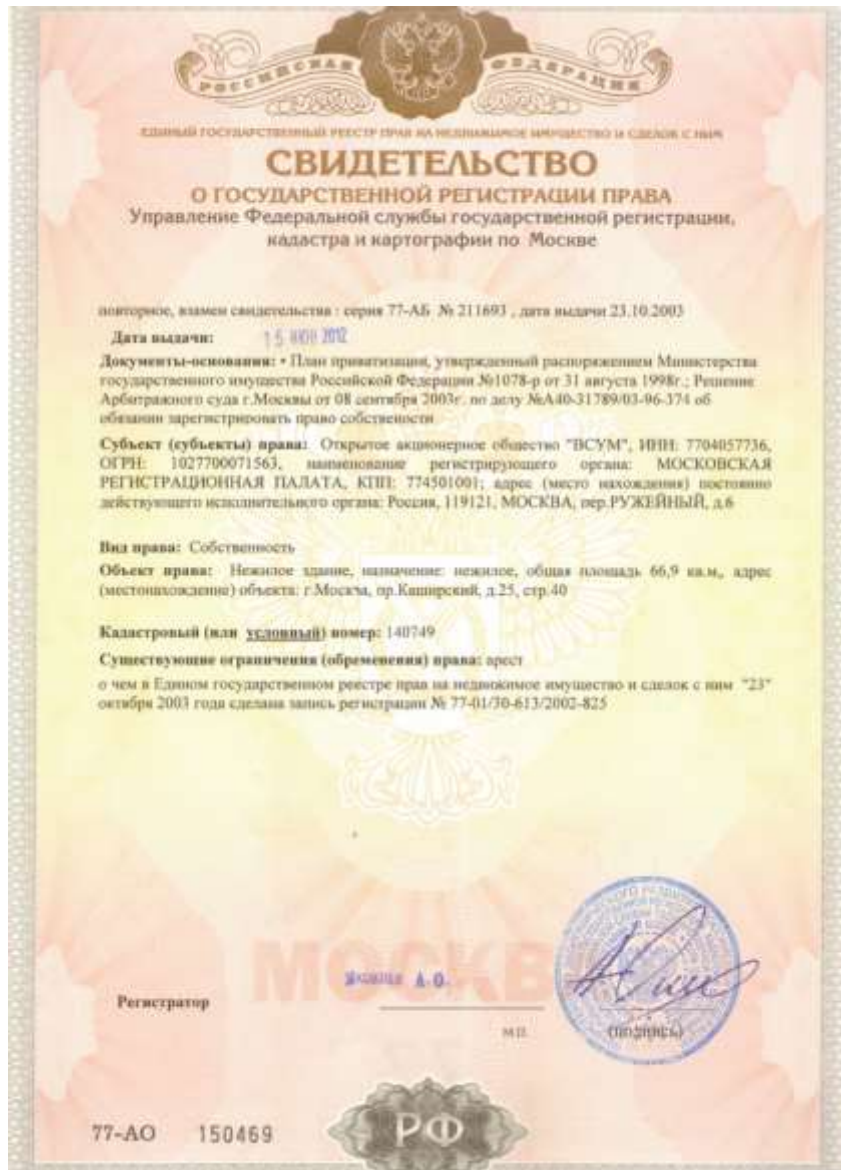 РОССИЙСКАЯ ФЕДЕРАЦИЯ
ЕДИНЫЙ ГОСУДАРСТВЕННЫЙ РЕЕСТР ПРАВ НА НЕДВИЖИМОЕ ИМУЩЕСТВО И СДЕЛОК С НИМ
СВИДЕТЕЛЬСТВО
О ГОСУДАРСТВЕННОЙ РЕГИСТРАЦИИ ПРАВА
Управление Федеральной службы государственной регистрации,
кадастра и картографии по Москве
повторное, взамен свидетельства : серия 77-АБ № 211693 , дата выдачи 23.10.2003
Дата выдачи: 15 2012
Документы-основания: • План приватизации, утвержденный распоряжением Министерства
государственного имущества Российской Федерации №1078-р от 31 августа 1998г.; Решение
Арбитражного суда г.Москвы от 08 сентября 2003г. по делу №А40-31789/03-96-374 об
обязании зарегистрировать право собственности
Субъект (субъекты) права: Открытое акционерное общество "ВСУМ", ИНН: 7704057736,
ОГРН: 1027700071563, наименование регистрирующего органа: МОСКОВСКАЯ
РЕГИСТРАЦИОННАЯ ПАЛАТА, КПП: 774501001; адрес (место нахождения) постоянно
действующего исполнительного органа: Россия, 119121, МОСКВА, пер.РУЖЕЙНЫЙ, д.6
Вид права: Собственность
Объект права: Нежилое здание, назначение: нежилое, общая площадь 66,9 кв.м., адрес
(местонахождение) объекта: г.Москва, пр.Каширский, д.25, стр.40
Кадастровый (или условный) номер: 140749
Существующие ограничения (обременения) права: арест
о чем в Едином государственном реестре прав на недвижимое имущество и сделок с ним "23"
октября 2003 года сделана запись регистрации № 77-01/30-613/2002-825
МОСКВ
Регистратор А.О.
М.П. (подпись)
77-АО 150469
РФ